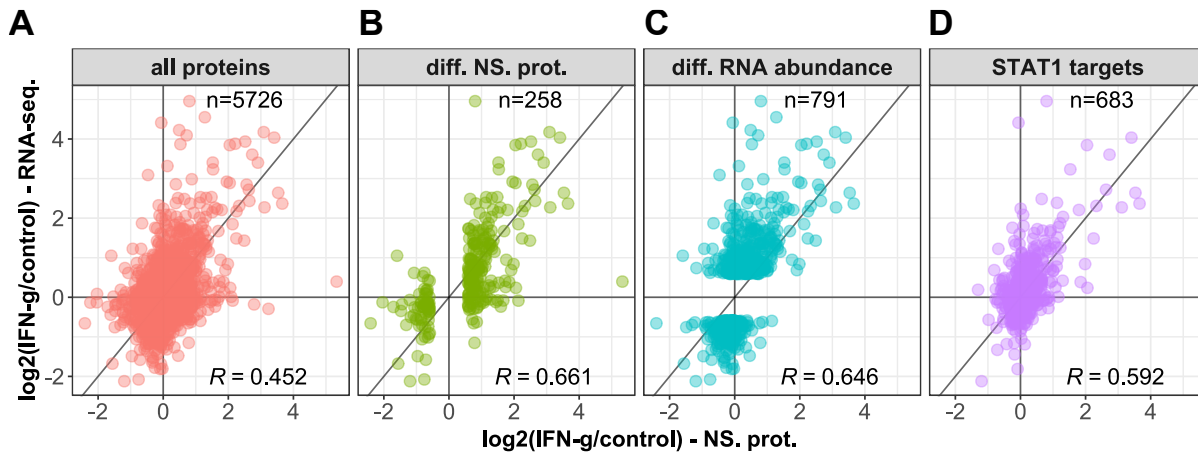 A B C D
all proteins diff. NS. prot. diff. RNA abundance STAT1 targets
n=5726 n=258 n=791 n=683
log2(IFN-g/control) - RNA-seq.
4
2
0
-2
R = 0.452 R = 0.661 R = 0.646 R = 0.592
-2 0 2 4 -2 0 2 4 -2 0 2 4 -2 0 2 4
log2(IFN-g/control) - NS. prot.